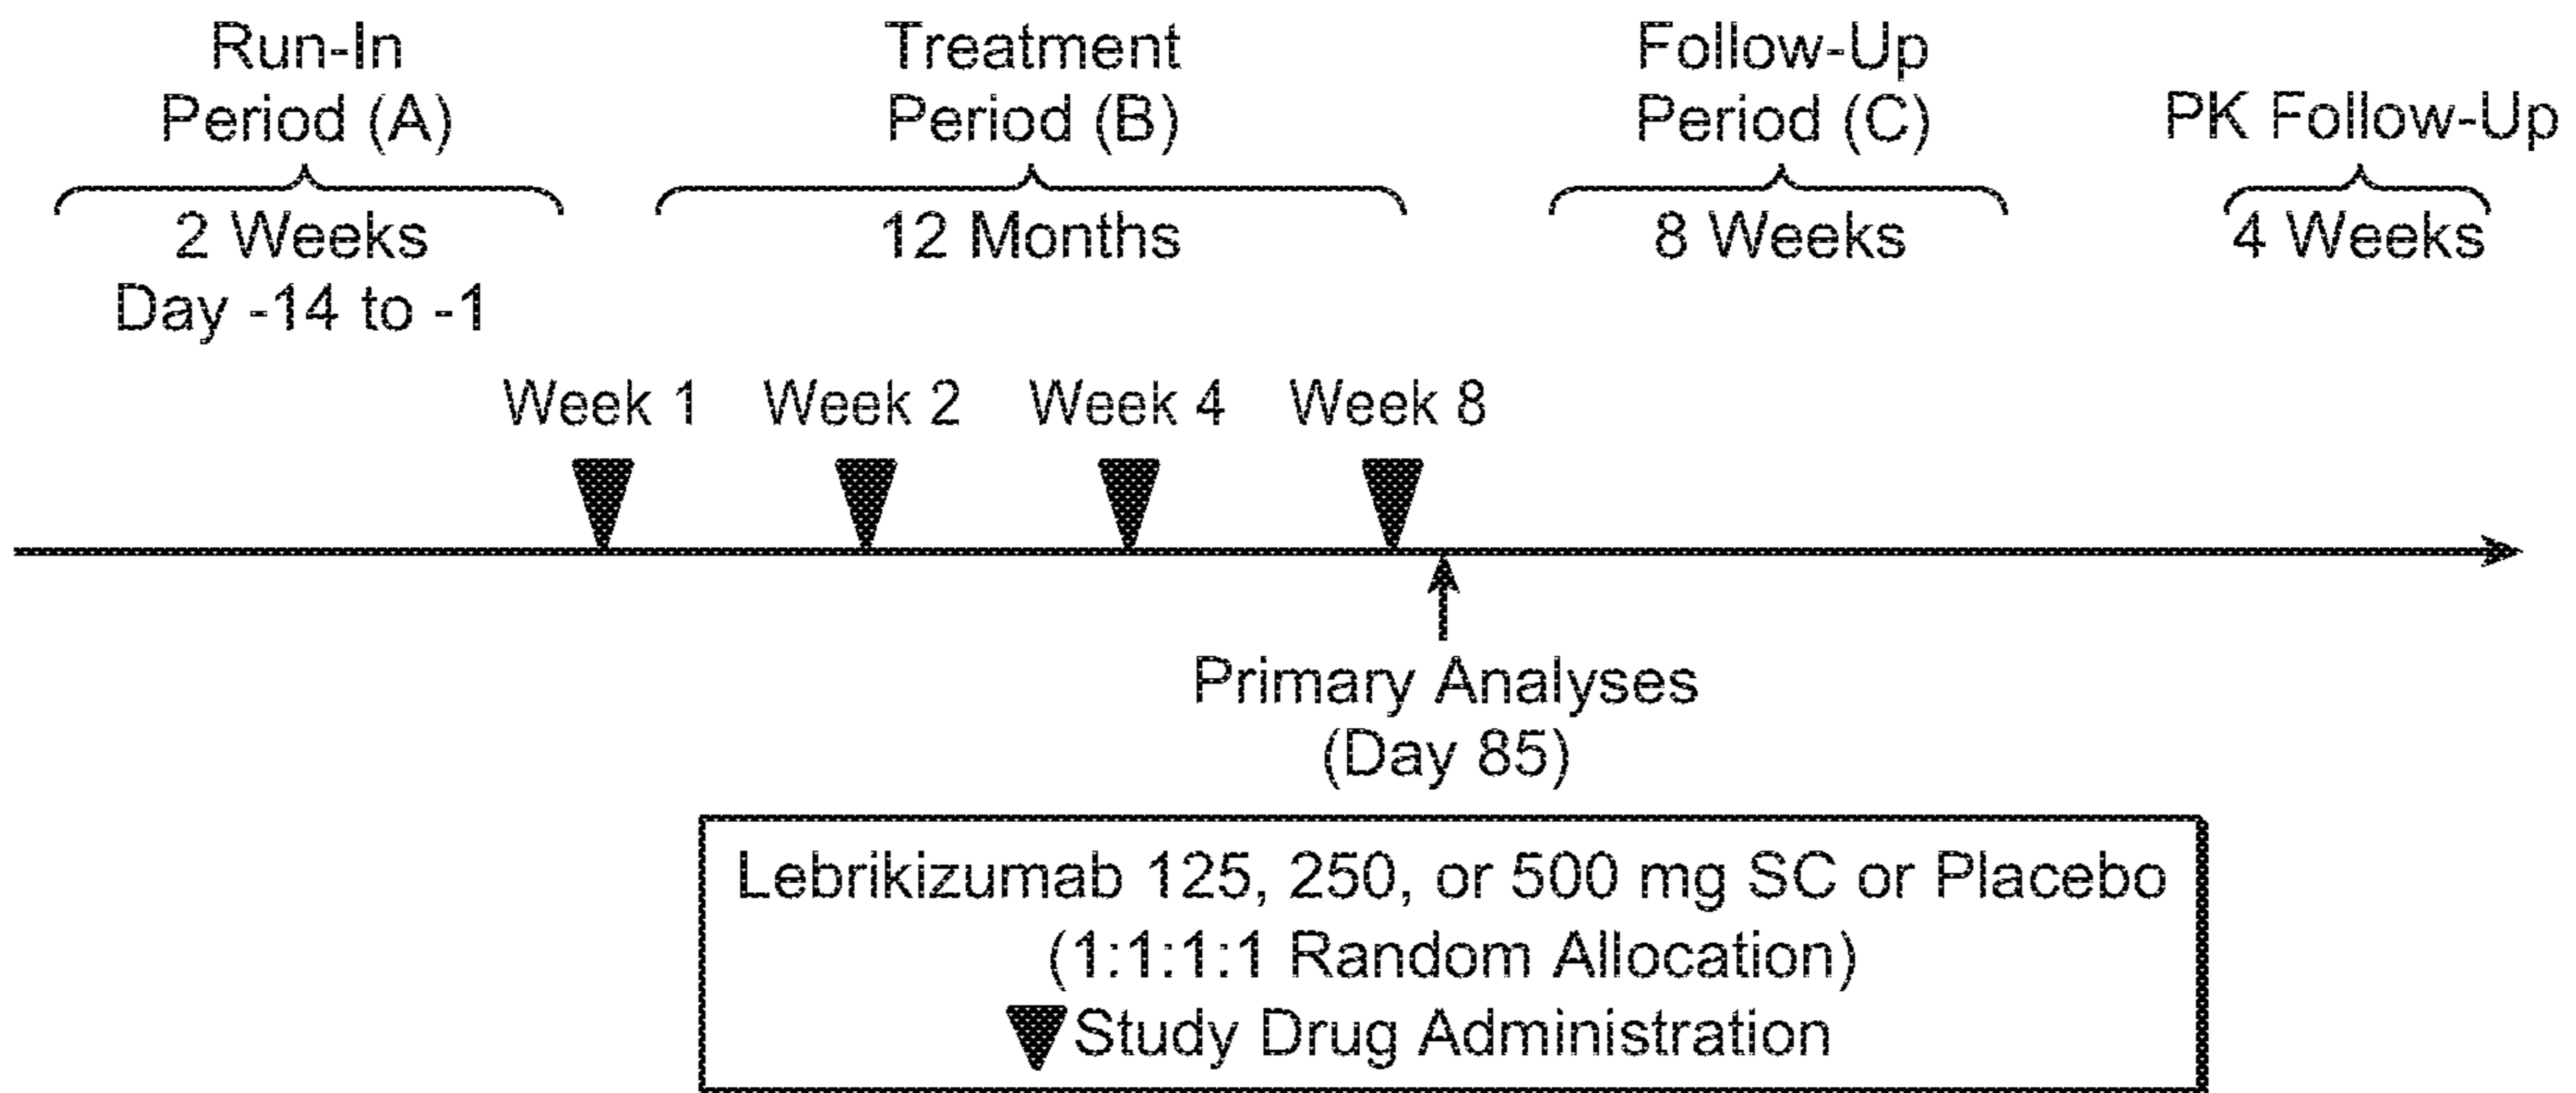 Run-In
Period (A)
2 Weeks
Day -14 to -1
Treatment
Period (B)
12 Months
Follow-Up
Period (C)
8 Weeks
PK Follow-Up
4 Weeks
Week 1
Week 2
Week 4
Week 8
Primary Analyses
(Day 85)
Lebrikizumab 125, 250, or 500 mg SC or Placebo
(1:1:1:1 Random Allocation)
Study Drug Administration